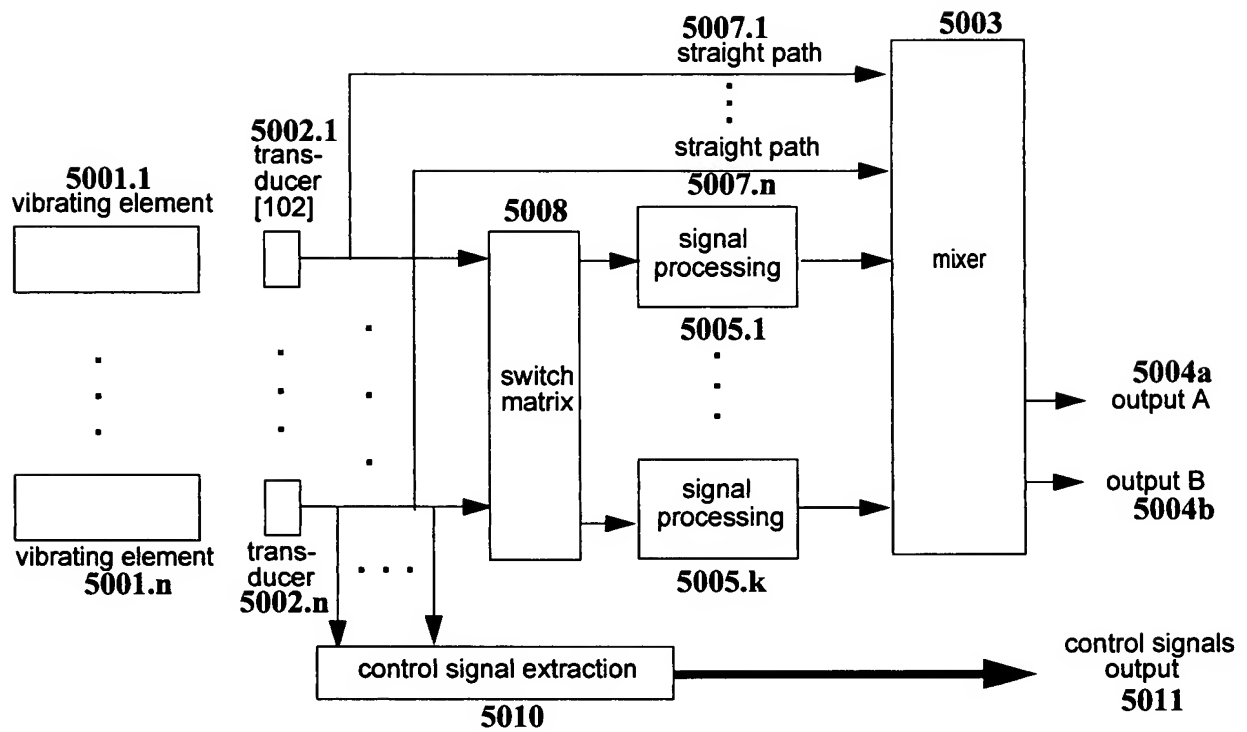 5007.1
straight path
5003
5002.1
trans-
ducer
[102]
straight path
5007.n
5001.1
vibrating element
5008
signal
processing
5005.1
mixer
switch
matrix
5004a
output A
output B
5004b
signal
processing
5005.k
vibrating element
5001.n
trans-
ducer
5002.n
control signal extraction
5010
control signals
output
5011